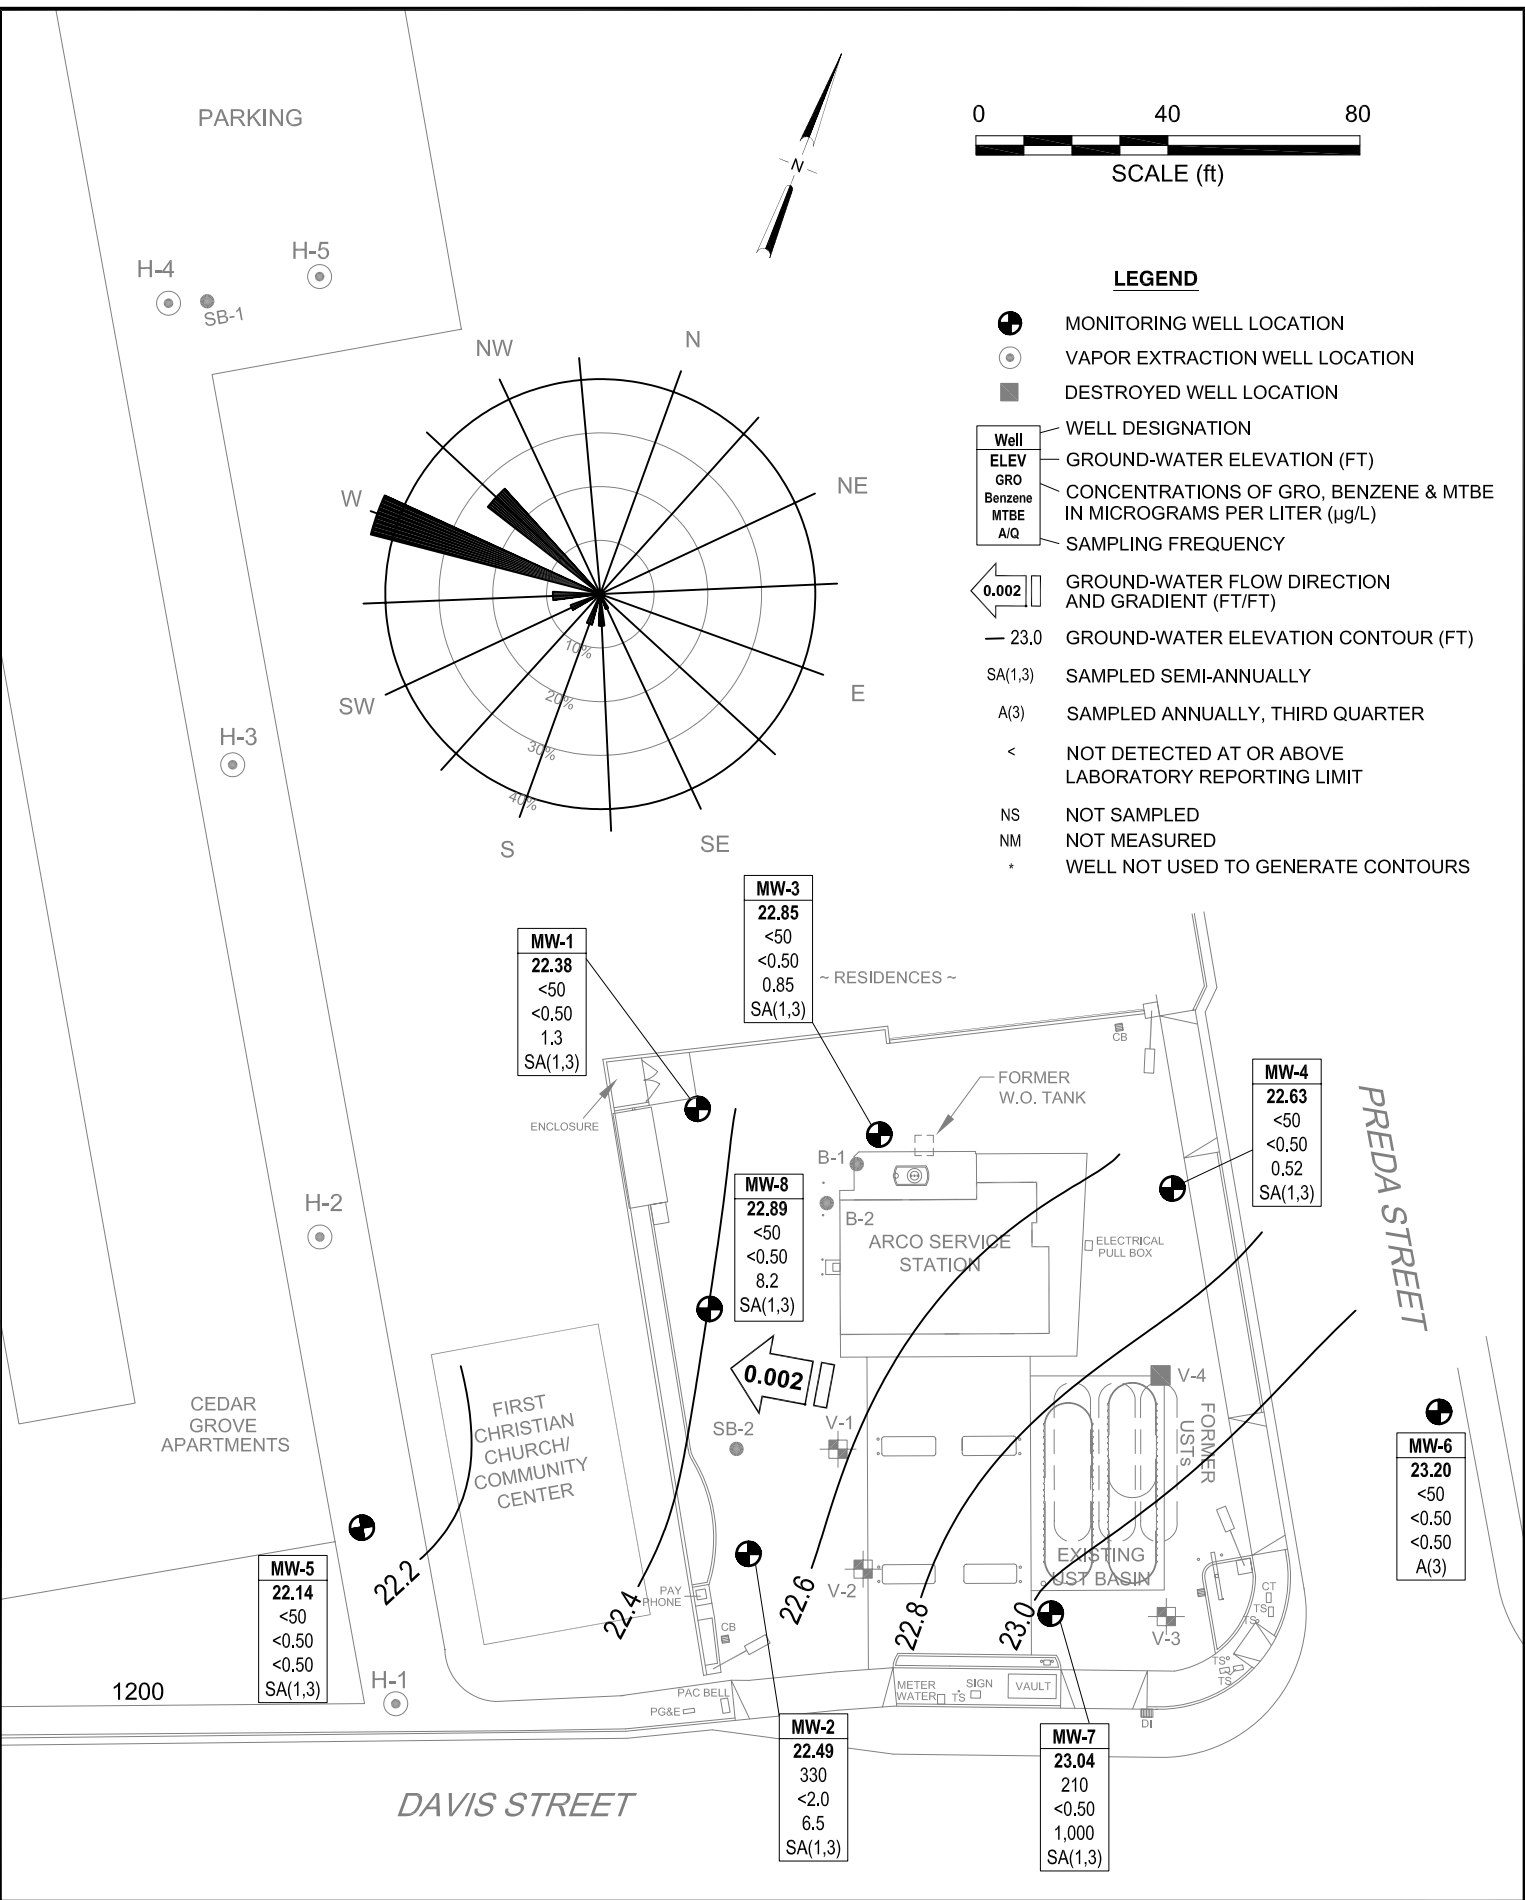 PARKING
0 40 80
SCALE (ft)
N
H-4
H-5
SB-1
LEGEND
MONITORING WELL LOCATION
VAPOR EXTRACTION WELL LOCATION
DESTROYED WELL LOCATION
Well
ELEV
GRO
Benzene
MTBE
A/Q
WELL DESIGNATION
GROUND-WATER ELEVATION (FT)
CONCENTRATIONS OF GRO, BENZENE & MTBE
IN MICROGRAMS PER LITER (µg/L)
SAMPLING FREQUENCY
0.002
GROUND-WATER FLOW DIRECTION
AND GRADIENT (FT/FT)
23.0 GROUND-WATER ELEVATION CONTOUR (FT)
SA(1,3) SAMPLED SEMI-ANNUALLY
A(3) SAMPLED ANNUALLY, THIRD QUARTER
< NOT DETECTED AT OR ABOVE
LABORATORY REPORTING LIMIT
NS NOT SAMPLED
NM NOT MEASURED
* WELL NOT USED TO GENERATE CONTOURS
NW
N
NE
W
E
SW
S
SE
10%
20%
30%
40%
H-3
MW-3
22.85
<50
<0.50
0.85
SA(1,3)
MW-1
22.38
<50
<0.50
1.3
SA(1,3)
~ RESIDENCES ~
CB
FORMER
W.O. TANK
ENCLOSURE
MW-4
22.63
<50
<0.50
0.52
SA(1,3)
PREDA STREET
B-1
B-2
MW-8
22.89
<50
<0.50
8.2
SA(1,3)
H-2
ARCO SERVICE
STATION
ELECTRICAL
PULL BOX
0.002
V-4
FORMER
USTs
CEDAR
GROVE
APARTMENTS
FIRST
CHRISTIAN
CHURCH/
COMMUNITY
CENTER
SB-2
V-1
MW-6
23.20
<50
<0.50
<0.50
A(3)
EXISTING
UST BASIN
MW-5
22.14
<50
<0.50
<0.50
SA(1,3)
22.2
22.4
22.6
22.8
23.0
PAY
PHONE
V-2
V-3
CB
CT
TS
TS
TS
TS
H-1
1200
PAC BELL
PG&E
METER
WATER
TS
SIGN
VAULT
DI
MW-2
22.49
330
<2.0
6.5
SA(1,3)
MW-7
23.04
210
<0.50
1,000
SA(1,3)
DAVIS STREET